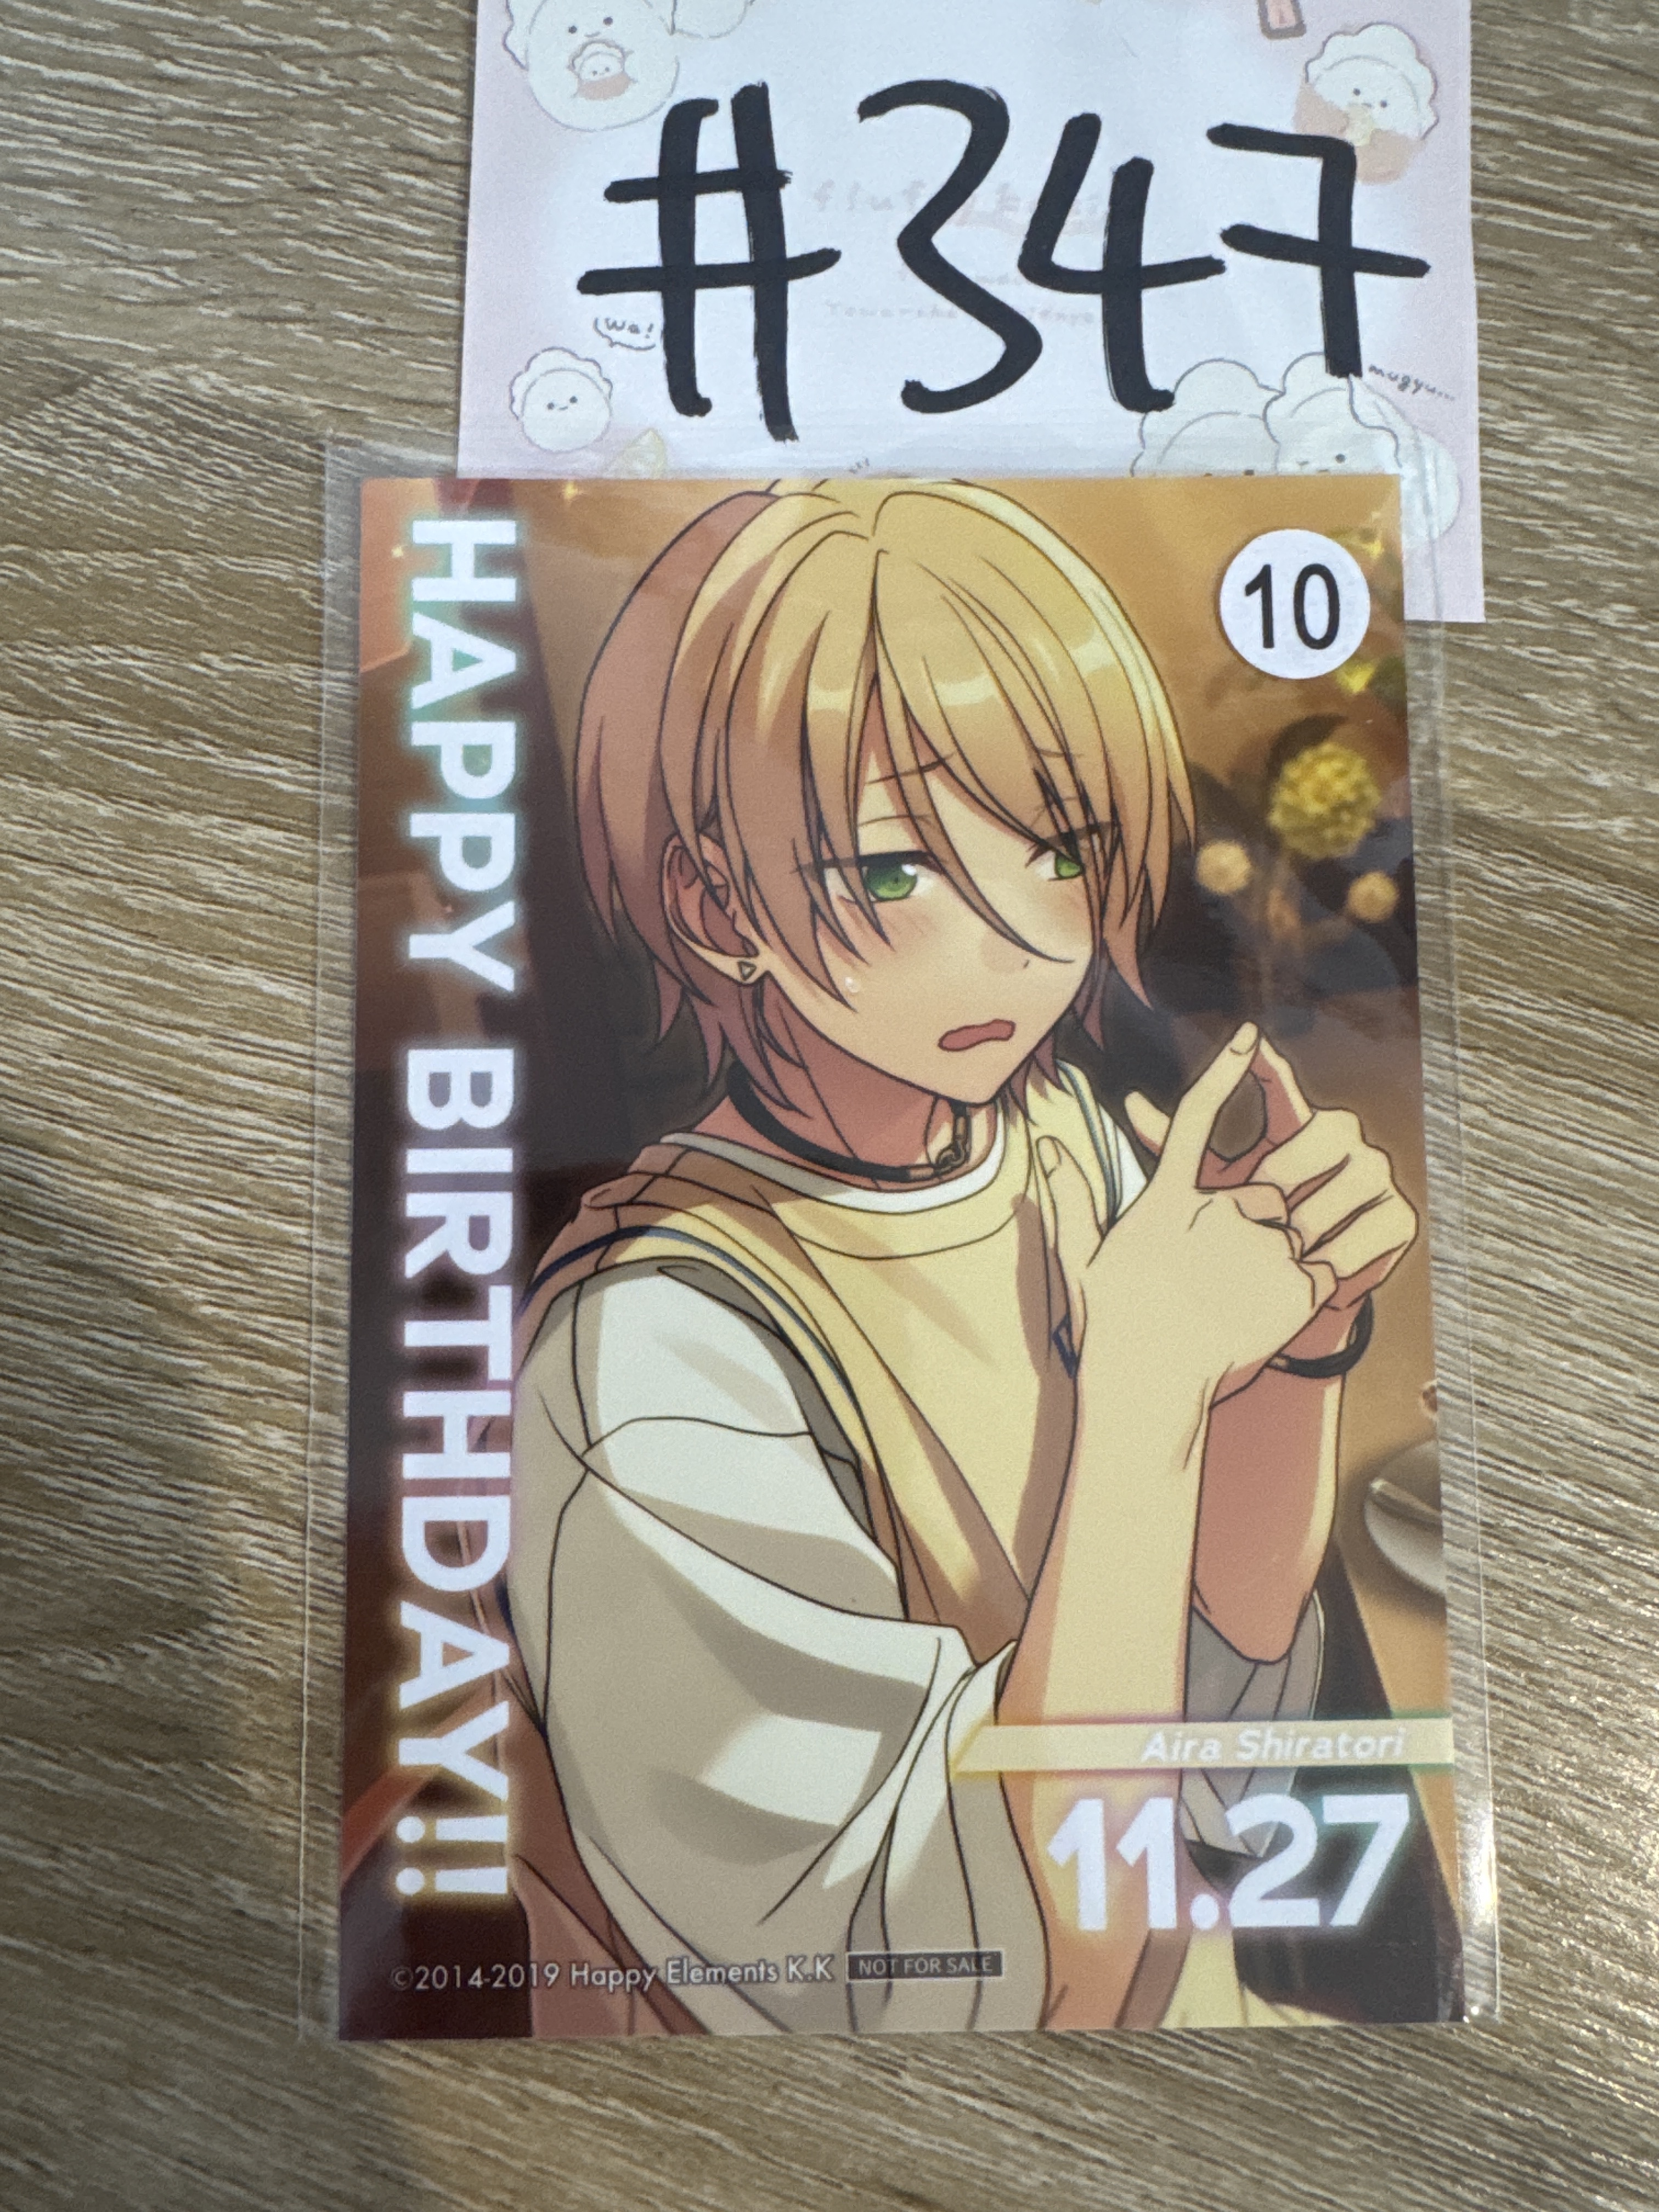 #347
(Wa!
mugyu...
10
HAPPY BIRTHDAY!!
Aira Shiratori
11.27
©2014-2019 Happy Elements K.K NOT FOR SALE